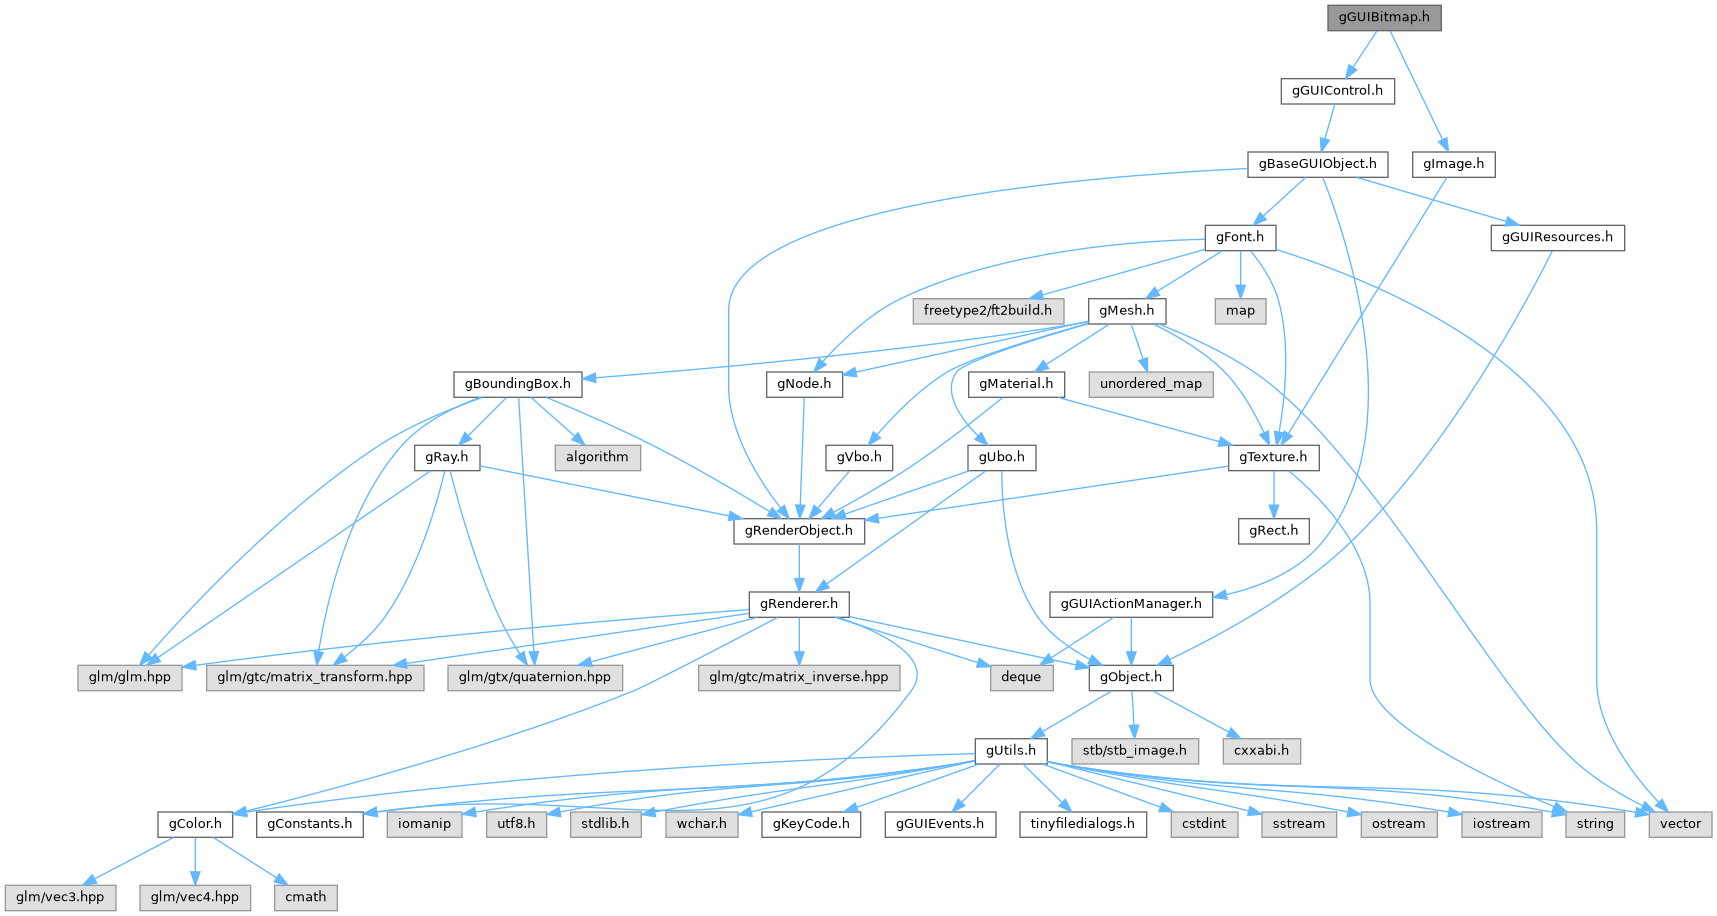 gGUIBitmap.h
gGUIControl.h
gBaseGUIObject.h
gImage.h
gFont.h
gGUIResources.h
freetype2/ft2build.h
gMesh.h
map
gBoundingBox.h
gNode.h
gMaterial.h
unordered_map
gRay.h
algorithm
gVbo.h
gUbo.h
gTexture.h
gRenderObject.h
gRect.h
gRenderer.h
gGUIActionManager.h
glm/glm.hpp
glm/gtc/matrix_transform.hpp
glm/gtx/quaternion.hpp
glm/gtc/matrix_inverse.hpp
deque
gObject.h
gUtils.h
stb/stb_image.h
cxxabi.h
gColor.h
gConstants.h
iomanip
utf8.h
stdlib.h
wchar.h
gKeyCode.h
gGUIEvents.h
tinyfiledialogs.h
cstdint
sstream
ostream
iostream
string
vector
glm/vec3.hpp
glm/vec4.hpp
cmath